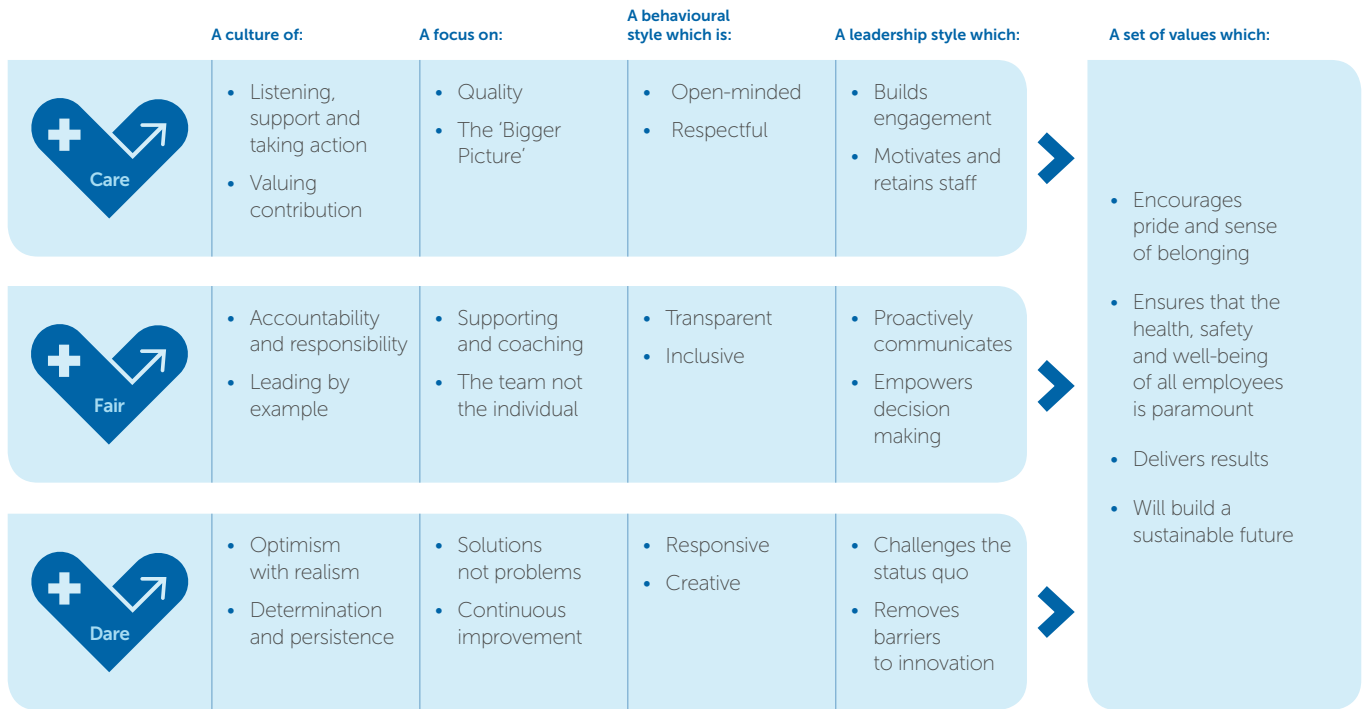 A culture of:
A focus on:
A behavioural
style which is:
A leadership style which:
A set of values which:
Care
• Listening,
support and
taking action
• Valuing
contribution
• Quality
• The ‘Bigger
Picture’
• Open-minded
• Respectful
• Builds
engagement
• Motivates and
retains staff
Fair
• Accountability
and responsibility
• Leading by
example
• Supporting
and coaching
• The team not
the individual
• Transparent
• Inclusive
• Proactively
communicates
• Empowers
decision
making
Dare
• Optimism
with realism
• Determination
and persistence
• Solutions
not problems
• Continuous
improvement
• Responsive
• Creative
• Challenges the
status quo
• Removes
barriers
to innovation
• Encourages
pride and sense
of belonging
• Ensures that the
health, safety
and well-being
of all employees
is paramount
• Delivers results
• Will build a
sustainable future